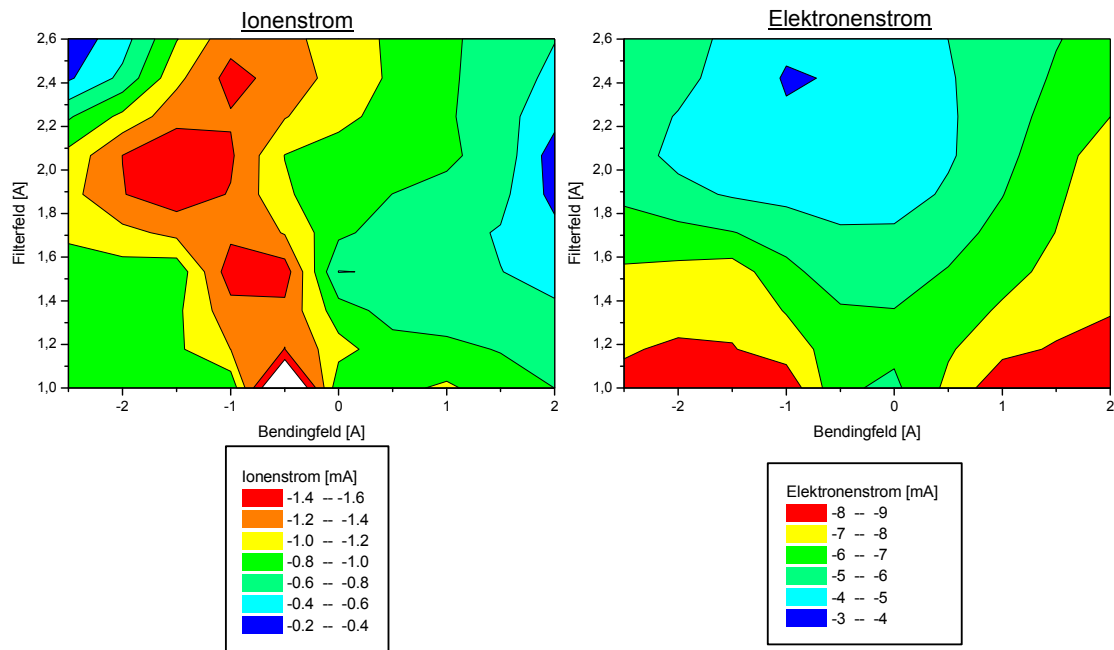 Ionenstrom
2,6
2,4
2,2
2,0
1,8
1,6
1,4
1,2
1,0
Filterfeld [A]
-2
-1
0
1
2
Bendingfeld [A]
Ionenstrom [mA]
-1.4 -- -1.6
-1.2 -- -1.4
-1.0 -- -1.2
-0.8 -- -1.0
-0.6 -- -0.8
-0.4 -- -0.6
-0.2 -- -0.4
Elektronenstrom
2,6
2,4
2,2
2,0
1,8
1,6
1,4
1,2
1,0
Filterfeld [A]
-2
-1
0
1
2
Bendingfeld [A]
Elektronenstrom [mA]
-8 -- -9
-7 -- -8
-6 -- -7
-5 -- -6
-4 -- -5
-3 -- -4